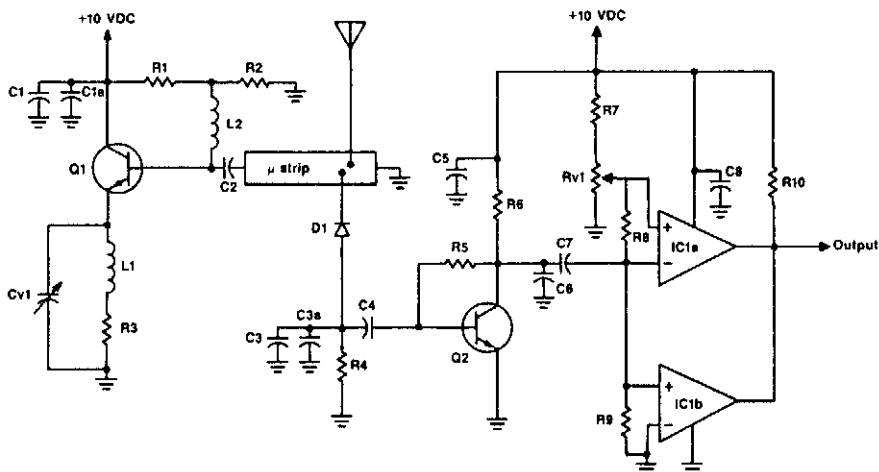 +10 VDC
+10 VDC
R1
R2
C1
C1a
L2
R7
Q1
C2
μ strip
C5
Rv1
C8
R10
D1
R6
R8
+
IC1a
−
Output
L1
R5
C7
Cv1
C6
C4
R3
C3a
C3
R4
Q2
+
IC1b
R9
−